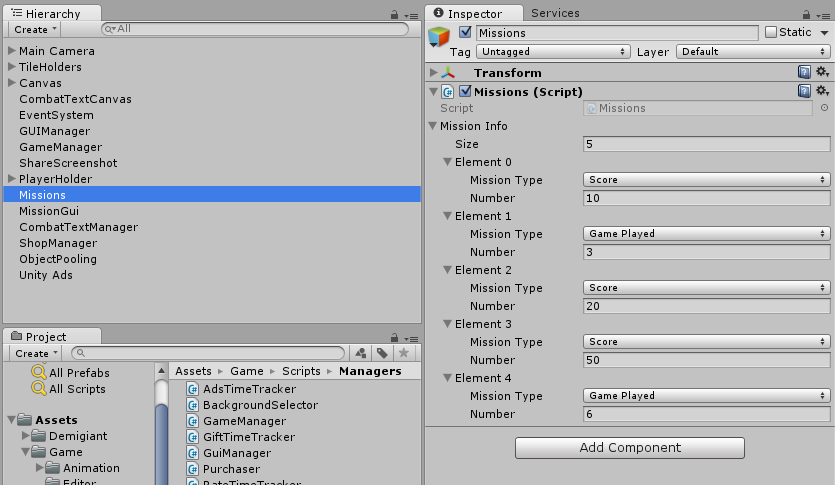 Hierarchy
Create
All
Main Camera
TileHolders
Canvas
CombatTextCanvas
EventSystem
GUIManager
GameManager
ShareScreenshot
PlayerHolder
Missions
MissionGui
CombatTextManager
ShopManager
ObjectPooling
Unity Ads
Project
Create
All Prefabs
All Scripts
Assets
Demigiant
Game
Animation
Editor
Assets Game Scripts Managers
AdsTimeTracker
BackgroundSelector
GameManager
GiftTimeTracker
GuiManager
Purchaser
RateTimeTracker
Inspector Services
Missions Static
Tag Untagged Layer Default
Transform
Missions (Script)
Script Missions
Mission Info
Size 5
Element 0
Mission Type Score
Number 10
Element 1
Mission Type Game Played
Number 3
Element 2
Mission Type Score
Number 20
Element 3
Mission Type Score
Number 50
Element 4
Mission Type Game Played
Number 6
Add Component